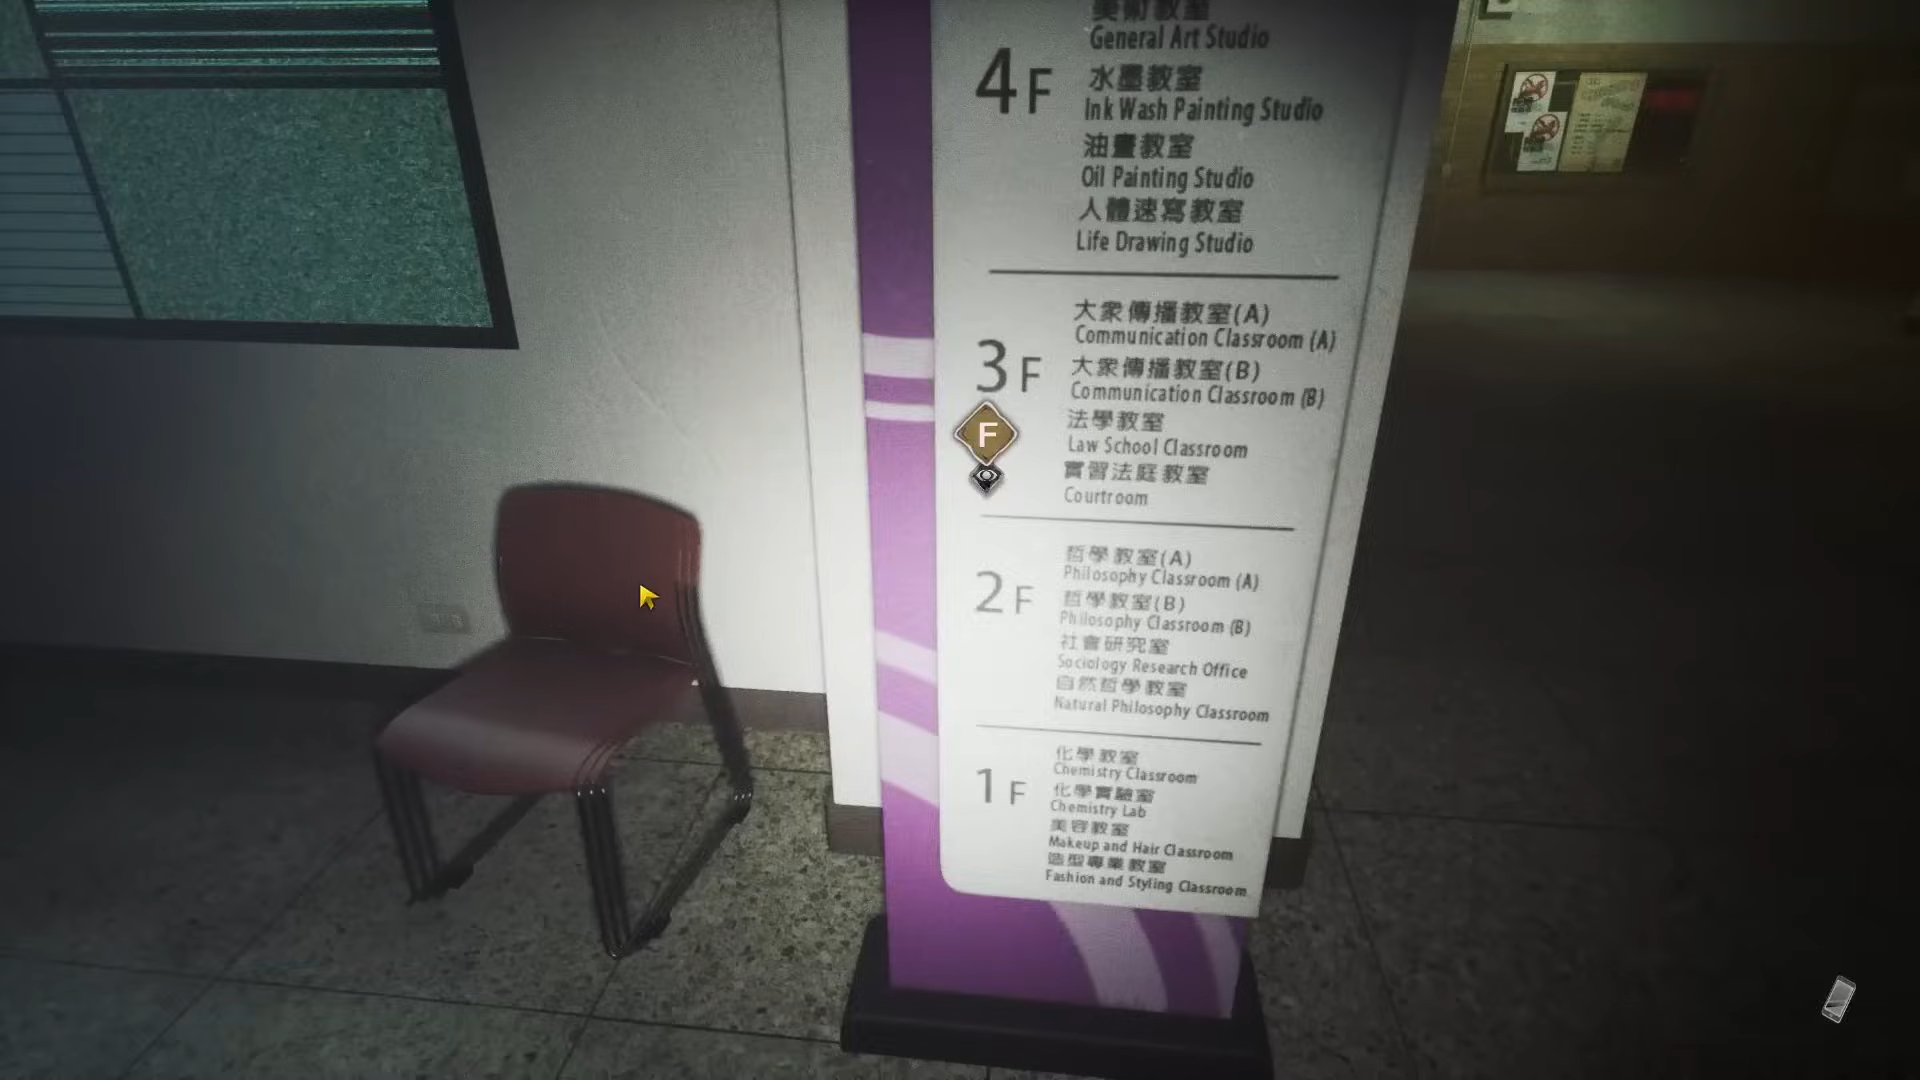 美術教室
General Art Studio
4F
水墨教室
Ink Wash Painting Studio
油畫教室
Oil Painting Studio
人體速寫教室
Life Drawing Studio
大眾傳播教室(A)
Communication Classroom (A)
3F
大眾傳播教室(B)
Communication Classroom (B)
F
法學教室
Law School Classroom
實習法庭教室
Courtroom
哲學教室(A)
Philosophy Classroom (A)
2F
哲學教室(B)
Philosophy Classroom (B)
社會研究室
Sociology Research Office
自然哲學教室
Natural Philosophy Classroom
化學教室
Chemistry Classroom
1F
化學實驗室
Chemistry Lab
美容教室
Makeup and Hair Classroom
造型專業教室
Fashion and Styling Classroom